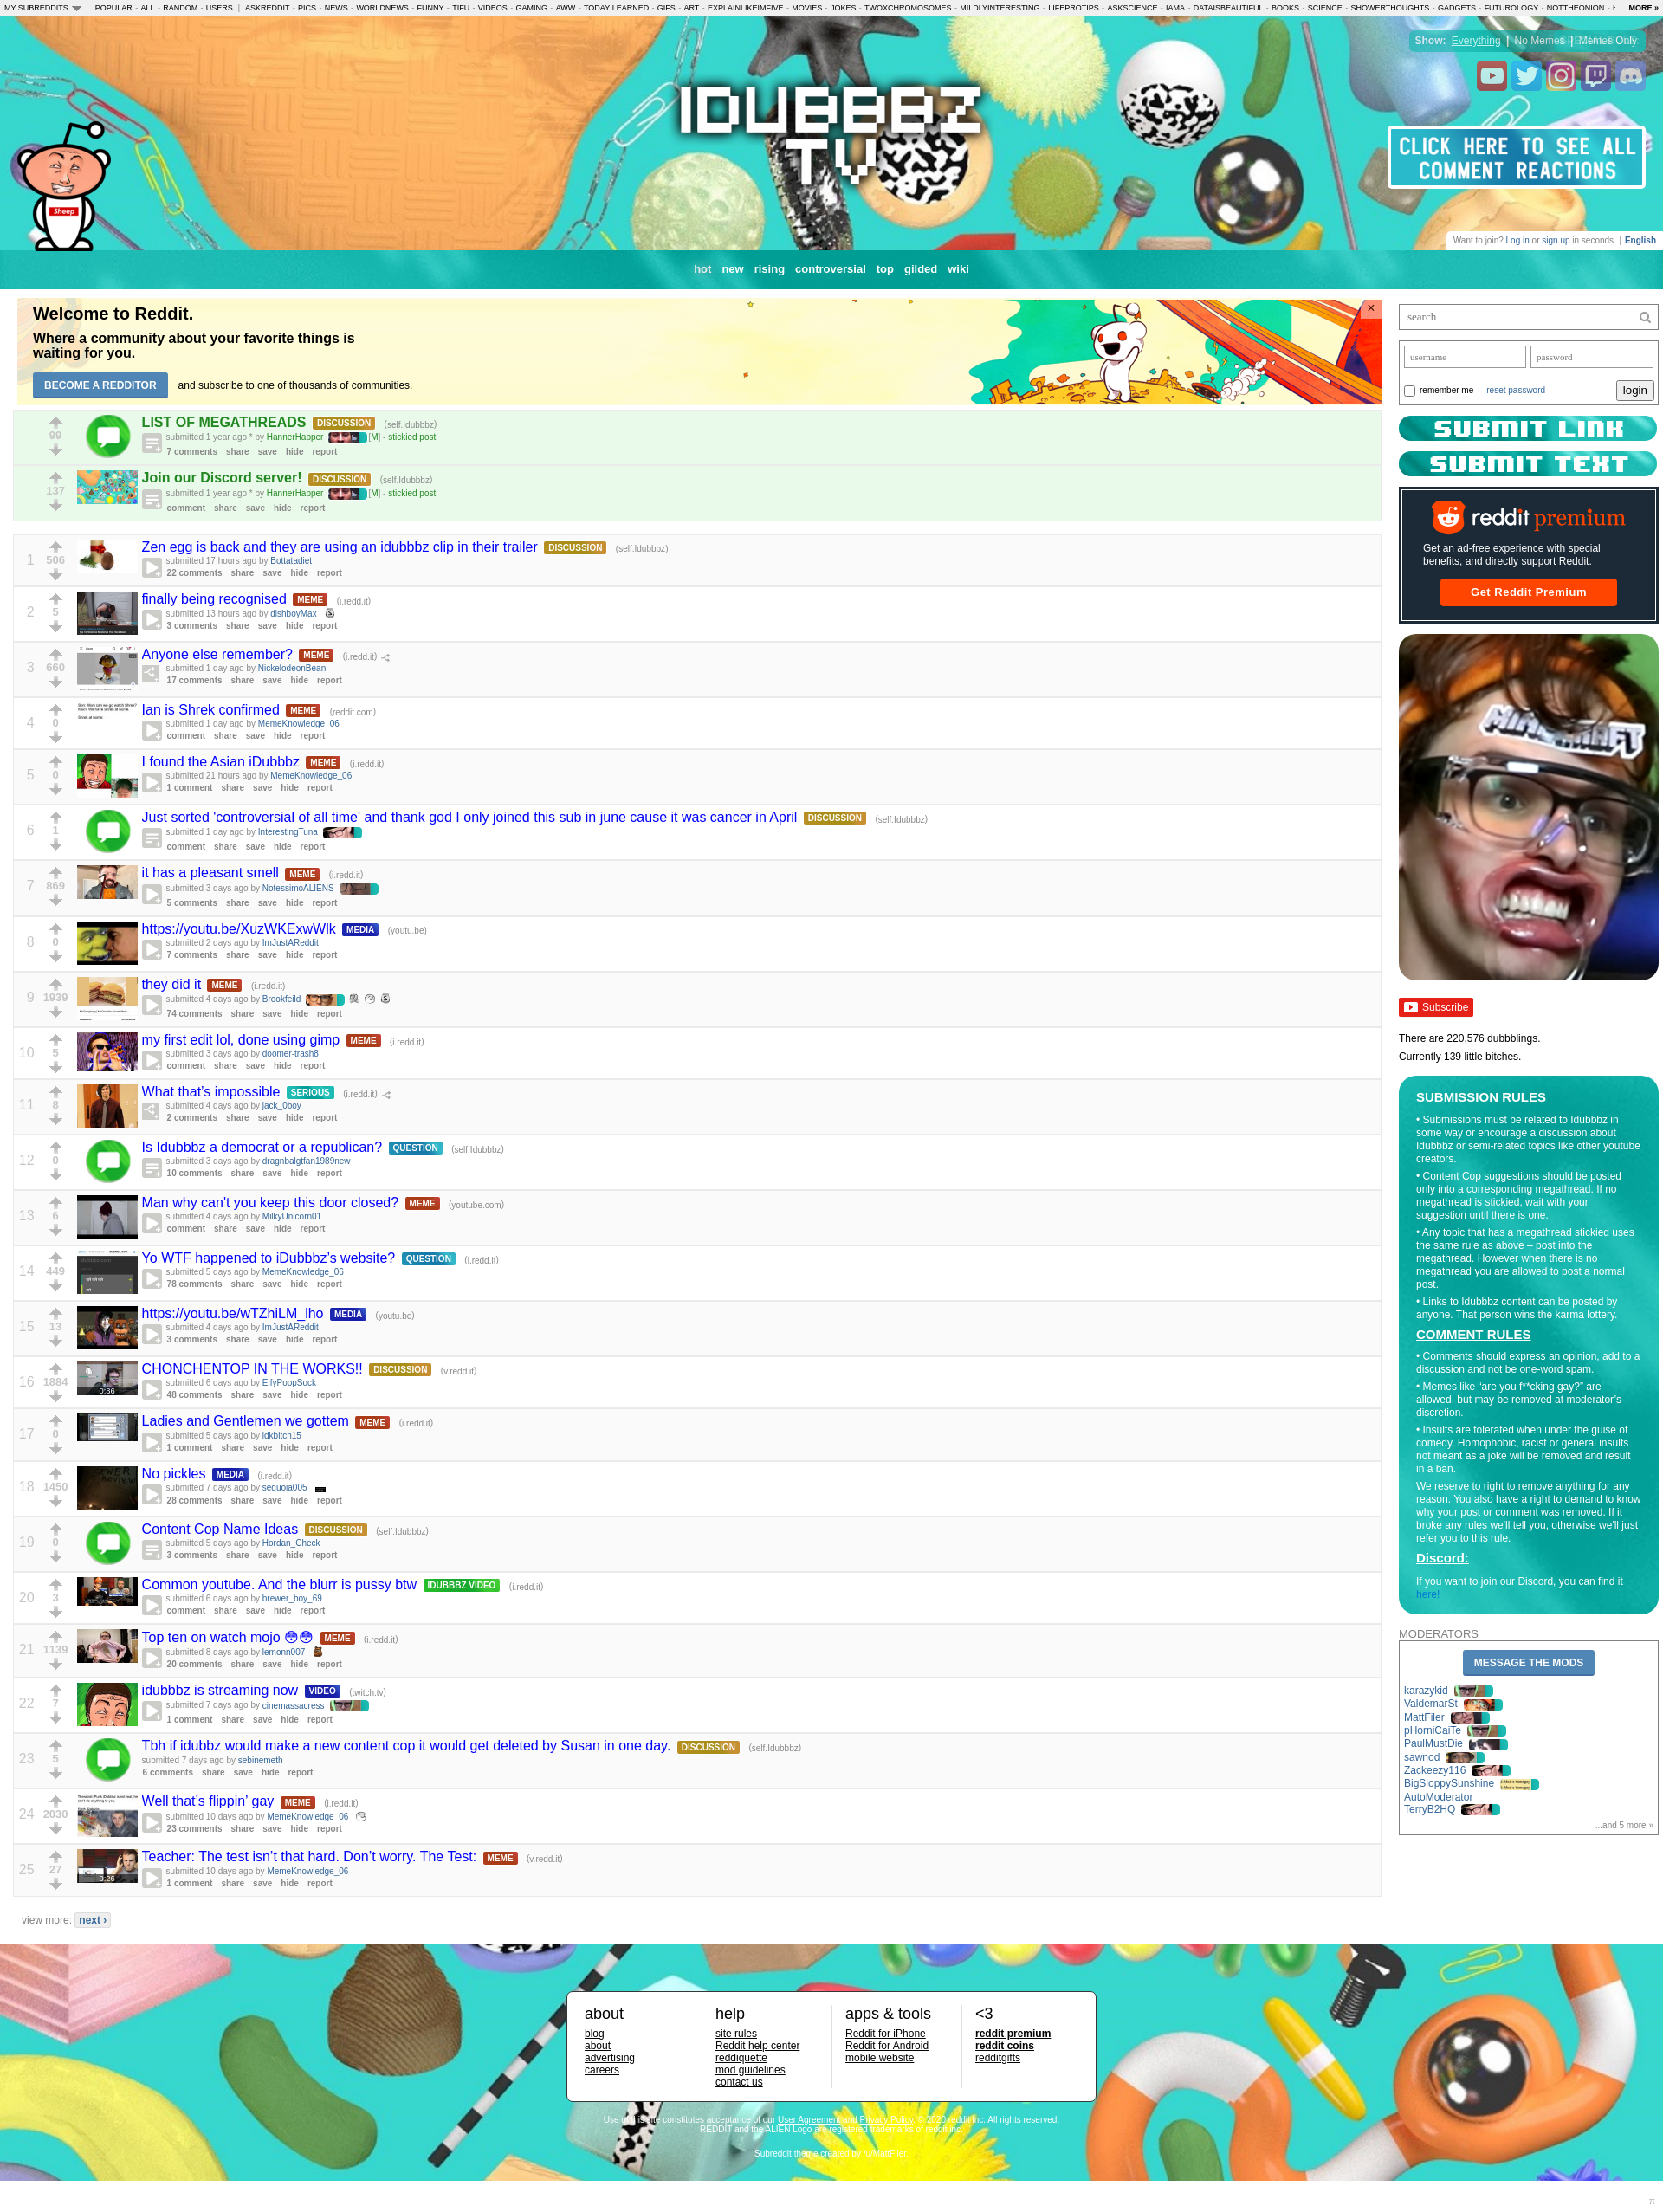 MY SUBREDDITS POPULAR - ALL - RANDOM - USERS | ASKREDDIT - PICS - NEWS - WORLDNEWS - FUNNY - TIFU - VIDEOS - GAMING - AWW - TODAYILEARNED - GIFS - ART - EXPLAINLIKEIMFIVE - MOVIES - JOKES - TWOXCHROMOSOMES - MILDLYINTERESTING - LIFEPROTIPS - ASKSCIENCE - IAMA - DATAISBEAUTIFUL - BOOKS - SCIENCE - SHOWERTHOUGHTS - GADGETS - FUTUROLOGY - NOTTHEONION - MORE »
Show: Everything | No Memes | Memes Only
IDUBBBZ
TV
CLICK HERE TO SEE ALL
COMMENT REACTIONS
Sheep
Want to join? Log in or sign up in seconds. | English
hot new rising controversial top gilded wiki
Welcome to Reddit.
Where a community about your favorite things is
waiting for you.
BECOME A REDDITOR and subscribe to one of thousands of communities.
×
99
LIST OF MEGATHREADS DISCUSSION (self.Idubbbz)
submitted 1 year ago * by HannerHapper [M] - stickied post
7 comments share save hide report
137
Join our Discord server! DISCUSSION (self.Idubbbz)
submitted 1 year ago * by HannerHapper [M] - stickied post
comment share save hide report
1 506
Zen egg is back and they are using an idubbbz clip in their trailer DISCUSSION (self.Idubbbz)
submitted 17 hours ago by Bottatadiet
22 comments share save hide report
2 5
finally being recognised MEME (i.redd.it)
submitted 13 hours ago by dishboyMax
3 comments share save hide report
3 660
Anyone else remember? MEME (i.redd.it)
submitted 1 day ago by NickelodeonBean
17 comments share save hide report
4 0
Ian is Shrek confirmed MEME (reddit.com)
submitted 1 day ago by MemeKnowledge_06
comment share save hide report
5 0
I found the Asian iDubbbz MEME (i.redd.it)
submitted 21 hours ago by MemeKnowledge_06
1 comment share save hide report
6 1
Just sorted 'controversial of all time' and thank god I only joined this sub in june cause it was cancer in April DISCUSSION (self.Idubbbz)
submitted 1 day ago by InterestingTuna
comment share save hide report
7 869
it has a pleasant smell MEME (i.redd.it)
submitted 3 days ago by NotessimoALIENS
5 comments share save hide report
8 0
https://youtu.be/XuzWKExwWlk MEDIA (youtu.be)
submitted 2 days ago by ImJustAReddit
7 comments share save hide report
9 1939
they did it MEME (i.redd.it)
submitted 4 days ago by Brookfeild
74 comments share save hide report
10 5
my first edit lol, done using gimp MEME (i.redd.it)
submitted 3 days ago by doomer-trash8
comment share save hide report
11 8
What that's impossible SERIOUS (i.redd.it)
submitted 4 days ago by jack_0boy
2 comments share save hide report
12 0
Is Idubbbz a democrat or a republican? QUESTION (self.Idubbbz)
submitted 3 days ago by dragnbalgtfan1989new
10 comments share save hide report
13 6
Man why can't you keep this door closed? MEME (youtube.com)
submitted 4 days ago by MilkyUnicorn01
comment share save hide report
14 449
Yo WTF happened to iDubbbz's website? QUESTION (i.redd.it)
submitted 5 days ago by MemeKnowledge_06
78 comments share save hide report
15 13
https://youtu.be/wTZhiLM_lho MEDIA (youtu.be)
submitted 4 days ago by ImJustAReddit
3 comments share save hide report
16 1884
0:36
CHONCHENTOP IN THE WORKS!! DISCUSSION (v.redd.it)
submitted 6 days ago by ElfyPoopSock
48 comments share save hide report
17 0
Ladies and Gentlemen we gottem MEME (i.redd.it)
submitted 5 days ago by idkbitch15
1 comment share save hide report
18 1450
No pickles MEDIA (i.redd.it)
submitted 7 days ago by sequoia005
28 comments share save hide report
19 0
Content Cop Name Ideas DISCUSSION (self.Idubbbz)
submitted 5 days ago by Hordan_Check
3 comments share save hide report
20 3
Common youtube. And the blurr is pussy btw IDUBBBZ VIDEO (i.redd.it)
submitted 6 days ago by brewer_boy_69
comment share save hide report
21 1139
Top ten on watch mojo 😳😳 MEME (i.redd.it)
submitted 8 days ago by lemonn007
20 comments share save hide report
22 7
idubbbz is streaming now VIDEO (twitch.tv)
submitted 7 days ago by cinemassacress
1 comment share save hide report
23 5
Tbh if idubbz would make a new content cop it would get deleted by Susan in one day. DISCUSSION (self.Idubbbz)
submitted 7 days ago by sebinemeth
6 comments share save hide report
24 2030
Well that's flippin' gay MEME (i.redd.it)
submitted 10 days ago by MemeKnowledge_06
23 comments share save hide report
25 27
0:26
Teacher: The test isn't that hard. Don't worry. The Test: MEME (v.redd.it)
submitted 10 days ago by MemeKnowledge_06
1 comment share save hide report
view more: next ›
search
username password
remember me reset password login
SUBMIT LINK
SUBMIT TEXT
reddit premium
Get an ad-free experience with special
benefits, and directly support Reddit.
Get Reddit Premium
MINECRAFT
Subscribe
There are 220,576 dubbblings.
Currently 139 little bitches.
SUBMISSION RULES
• Submissions must be related to Idubbbz in
some way or encourage a discussion about
Idubbbz or semi-related topics like other youtube
creators.
• Content Cop suggestions should be posted
only into a corresponding megathread. If no
megathread is stickied, wait with your
suggestion until there is one.
• Any topic that has a megathread stickied uses
the same rule as above – post into the
megathread. However when there is no
megathread you are allowed to post a normal
post.
• Links to Idubbbz content can be posted by
anyone. That person wins the karma lottery.
COMMENT RULES
• Comments should express an opinion, add to a
discussion and not be one-word spam.
• Memes like “are you f**cking gay?” are
allowed, but may be removed at moderator's
discretion.
• Insults are tolerated when under the guise of
comedy. Homophobic, racist or general insults
not meant as a joke will be removed and result
in a ban.
We reserve to right to remove anything for any
reason. You also have a right to demand to know
why your post or comment was removed. If it
broke any rules we'll tell you, otherwise we'll just
refer you to this rule.
Discord:
If you want to join our Discord, you can find it
here!
MODERATORS
MESSAGE THE MODS
karazykid
ValdemarSt
MattFiler
pHorniCaiTe
PaulMustDie
sawnod
Zackeezy116
BigSloppySunshine
AutoModerator
TerryB2HQ
...and 5 more »
about
blog
about
advertising
careers
help
site rules
Reddit help center
reddiquette
mod guidelines
contact us
apps & tools
Reddit for iPhone
Reddit for Android
mobile website
<3
reddit premium
reddit coins
redditgifts
Use of this site constitutes acceptance of our User Agreement and Privacy Policy. © 2020 reddit inc. All rights reserved.
REDDIT and the ALIEN Logo are registered trademarks of reddit inc.
Subreddit theme created by /u/MattFiler
π